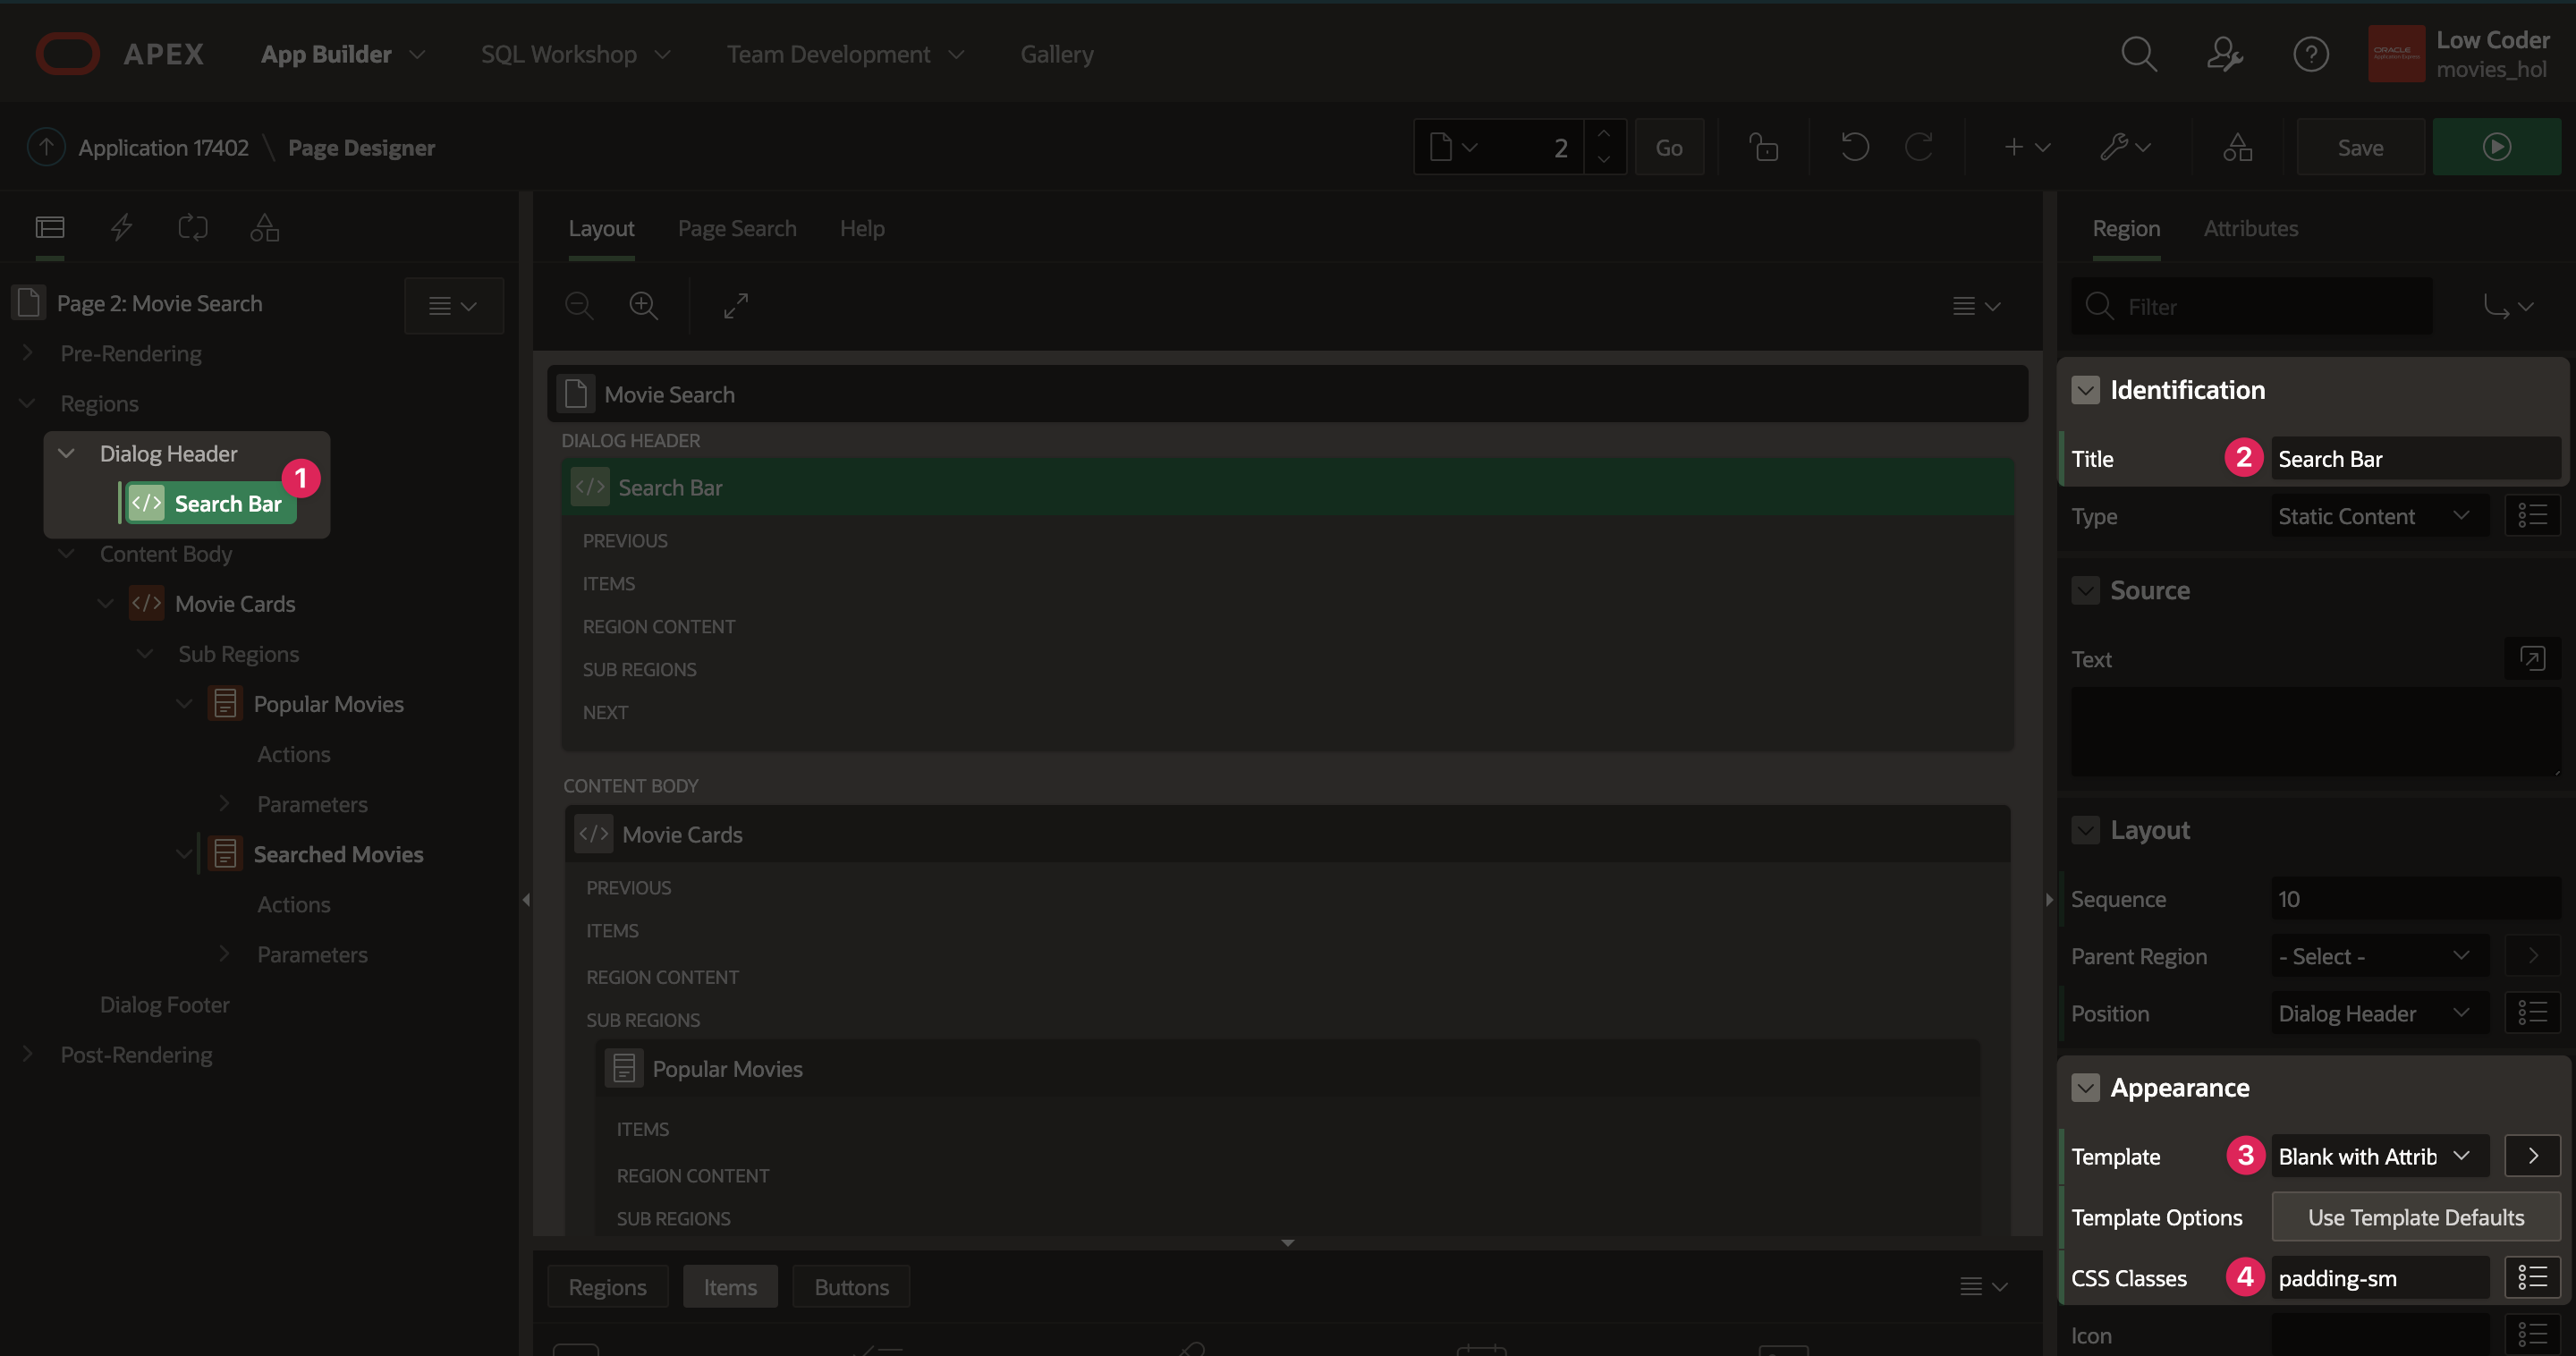 APEX App Builder SQL Workshop Team Development Gallery
ORACLE
Low Coder
movies_hol
Application 17402 \ Page Designer
2 Go Save
Page 2: Movie Search
Pre-Rendering
Regions
Dialog Header
1
</> Search Bar
Content Body
</> Movie Cards
Sub Regions
Popular Movies
Actions
Parameters
Searched Movies
Actions
Parameters
Dialog Footer
Post-Rendering
Layout Page Search Help
Movie Search
DIALOG HEADER
</> Search Bar
PREVIOUS
ITEMS
REGION CONTENT
SUB REGIONS
NEXT
CONTENT BODY
</> Movie Cards
PREVIOUS
ITEMS
REGION CONTENT
SUB REGIONS
Popular Movies
ITEMS
REGION CONTENT
SUB REGIONS
Regions Items Buttons
Region Attributes
Filter
Identification
Title 2 Search Bar
Type Static Content
Source
Text
Layout
Sequence 10
Parent Region - Select -
Position Dialog Header
Appearance
Template 3 Blank with Attrib
Template Options Use Template Defaults
CSS Classes 4 padding-sm
Icon